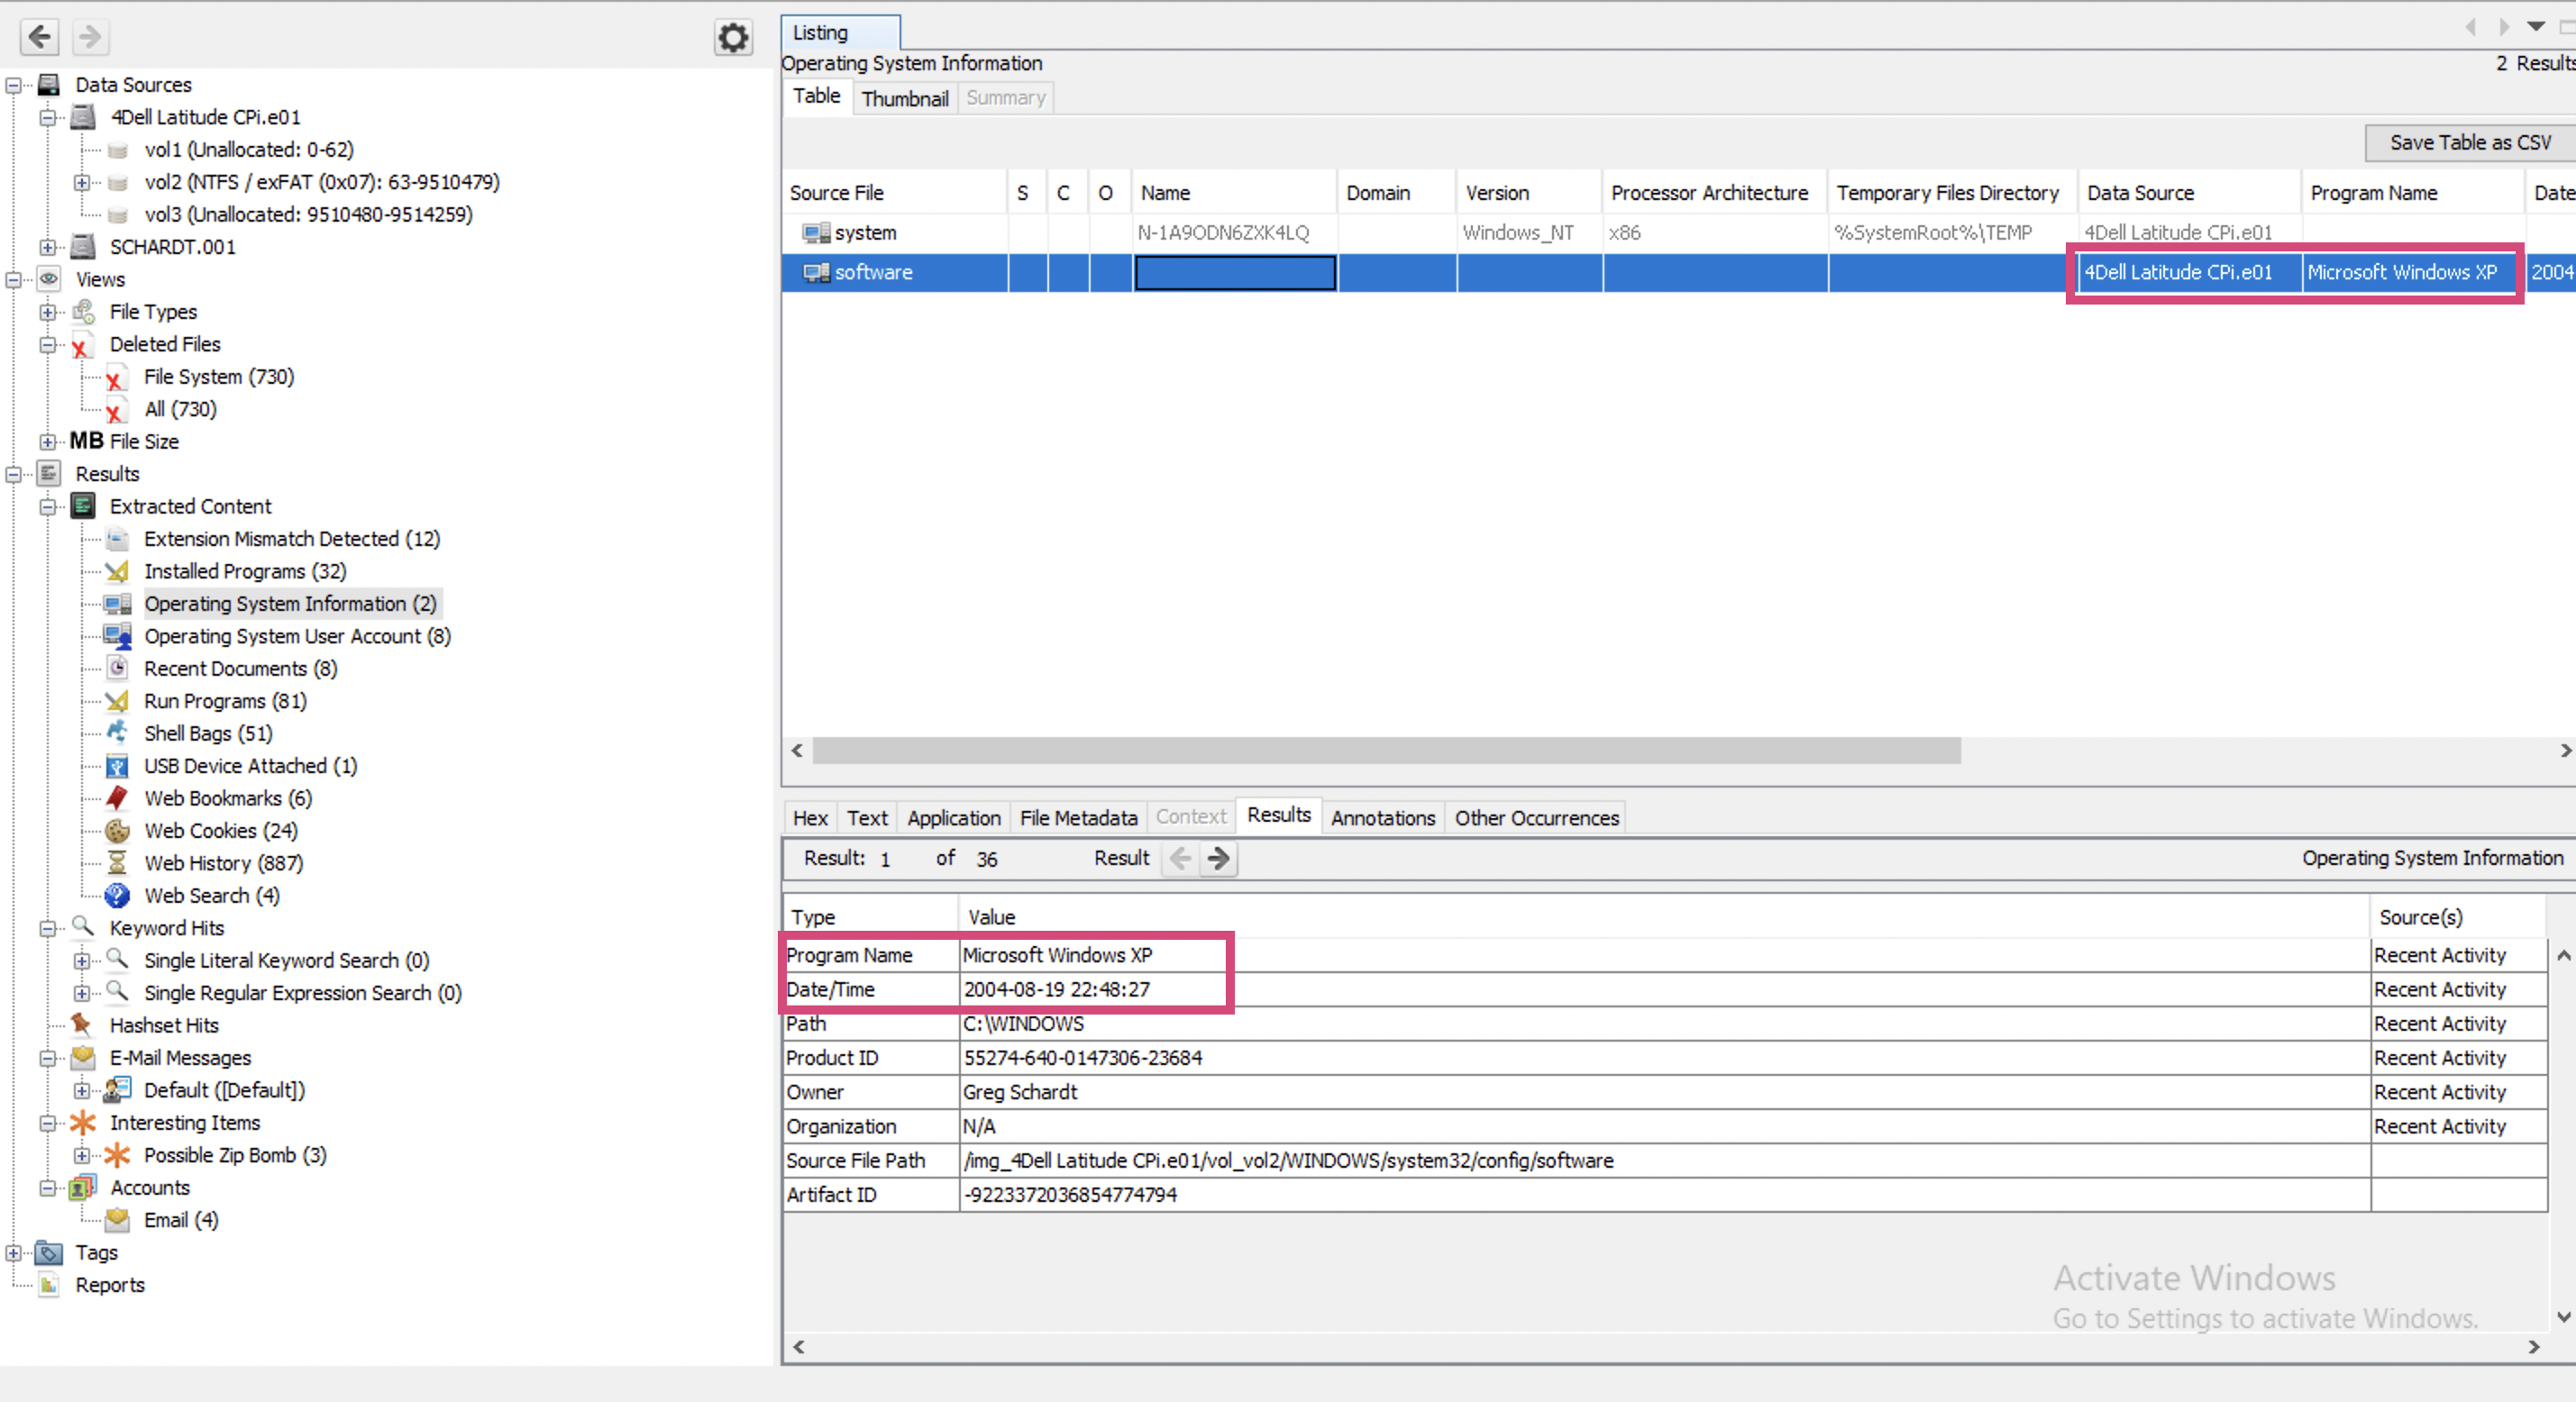 Data Sources
4Dell Latitude CPi.e01
vol1 (Unallocated: 0-62)
vol2 (NTFS / exFAT (0x07): 63-9510479)
vol3 (Unallocated: 9510480-9514259)
SCHARDT.001
Views
File Types
Deleted Files
File System (730)
All (730)
MB File Size
Results
Extracted Content
Extension Mismatch Detected (12)
Installed Programs (32)
Operating System Information (2)
Operating System User Account (8)
Recent Documents (8)
Run Programs (81)
Shell Bags (51)
USB Device Attached (1)
Web Bookmarks (6)
Web Cookies (24)
Web History (887)
Web Search (4)
Keyword Hits
Single Literal Keyword Search (0)
Single Regular Expression Search (0)
Hashset Hits
E-Mail Messages
Default ([Default])
Interesting Items
Possible Zip Bomb (3)
Accounts
Email (4)
Tags
Reports
Listing
Operating System Information 2 Results
Table Thumbnail Summary
Save Table as CSV
Source File S C O Name Domain Version Processor Architecture Temporary Files Directory Data Source Program Name Date
system N-1A9ODN6ZXK4LQ Windows_NT x86 %SystemRoot%\TEMP 4Dell Latitude CPi.e01
software 4Dell Latitude CPi.e01 Microsoft Windows XP 2004
Hex Text Application File Metadata Context Results Annotations Other Occurrences
Result: 1 of 36 Result Operating System Information
Type Value Source(s)
Program Name Microsoft Windows XP Recent Activity
Date/Time 2004-08-19 22:48:27 Recent Activity
Path C:\WINDOWS Recent Activity
Product ID 55274-640-0147306-23684 Recent Activity
Owner Greg Schardt Recent Activity
Organization N/A Recent Activity
Source File Path /img_4Dell Latitude CPi.e01/vol_vol2/WINDOWS/system32/config/software
Artifact ID -9223372036854774794
Activate Windows
Go to Settings to activate Windows.